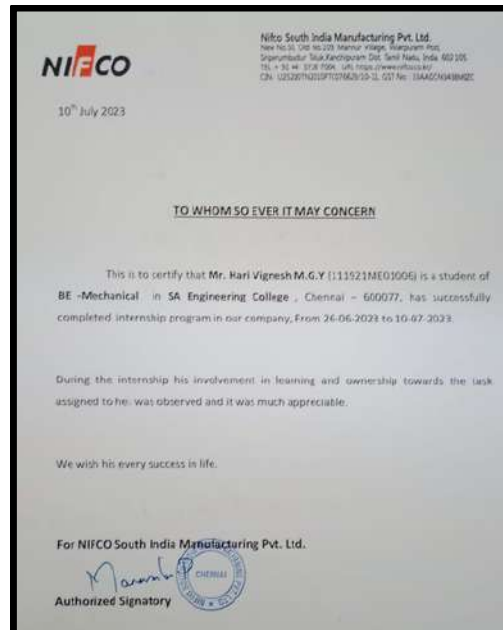 NIFCO
Nifco South India Manufacturing Pvt. Ltd.
10th July 2023
TO WHOM SO EVER IT MAY CONCERN
This is to certify that Mr. Hari Vignesh M.G.Y (111921ME01006) is a student of
BE -Mechanical in SA Engineering College , Chennai – 600077, has successfully
completed internship program in our company, From 26-06-2023 to 10-07-2023.
During the internship his involvement in learning and ownership towards the task
assigned to her was observed and it was much appreciable.
We wish his every success in life.
For NIFCO South India Manufacturing Pvt. Ltd.
CHENNAI
Authorized Signatory